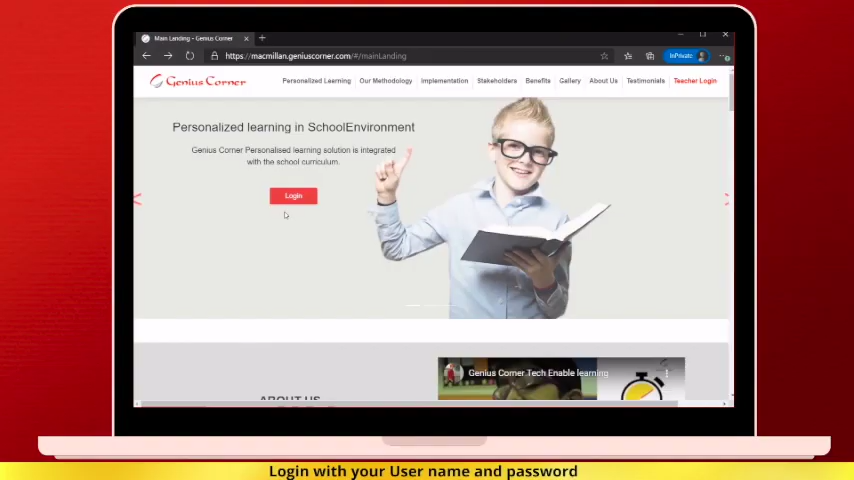 Main Landing - Genius Corner
https://macmillan.geniuscorner.com/#/mainLanding
InPrivate
Genius Corner
Personalized Learning
Our Methodology
Implementation
Stakeholders
Benefits
Gallery
About Us
Testimonials
Teacher Login
Personalized learning in SchoolEnvironment
Genius Corner Personalised learning solution is integrated
with the school curriculum.
Login
Genius Corner Tech Enable learning
ABOUT US
Login with your User name and password